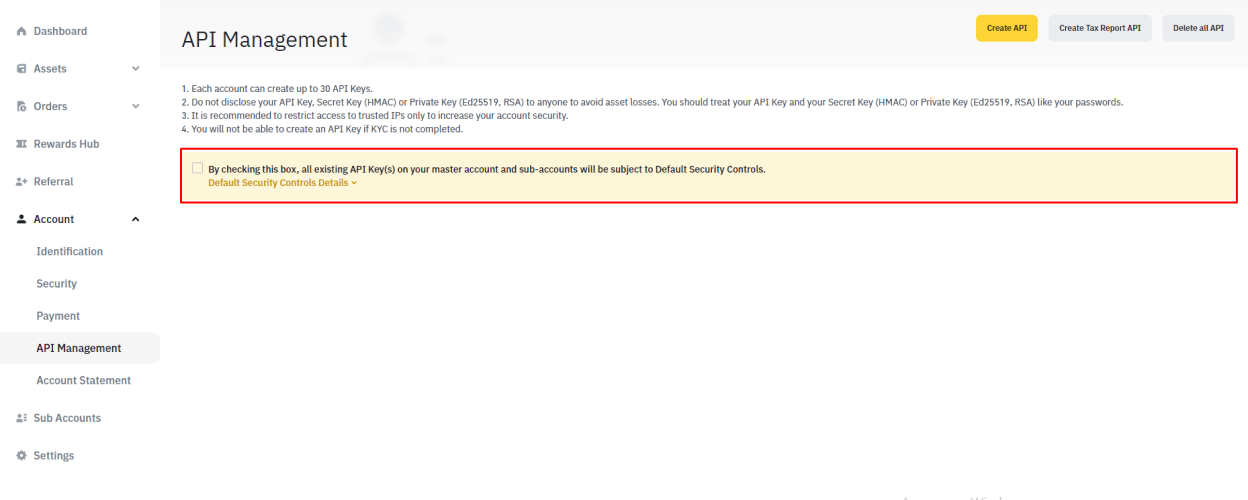 Dashboard
Assets
Orders
Rewards Hub
Referral
Account
Identification
Security
Payment
API Management
Account Statement
Sub Accounts
Settings
API Management
Create API
Create Tax Report API
Delete all API
1. Each account can create up to 30 API Keys.
2. Do not disclose your API Key, Secret Key (HMAC) or Private Key (Ed25519, RSA) to anyone to avoid asset losses. You should treat your API Key and your Secret Key (HMAC) or Private Key (Ed25519, RSA) like your passwords.
3. It is recommended to restrict access to trusted IPs only to increase your account security.
4. You will not be able to create an API Key if KYC is not completed.
By checking this box, all existing API Key(s) on your master account and sub-accounts will be subject to Default Security Controls.
Default Security Controls Details